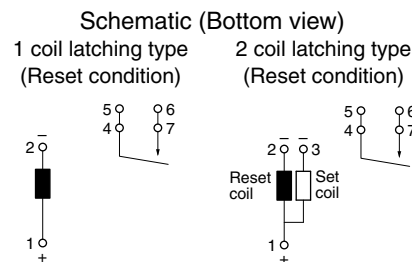 Schematic (Bottom view)
1 coil latching type
(Reset condition)
5 6
4 7
−
2
1
+
2 coil latching type
(Reset condition)
5 6
4 7
− −
2 3
Reset coil
Set coil
1
+